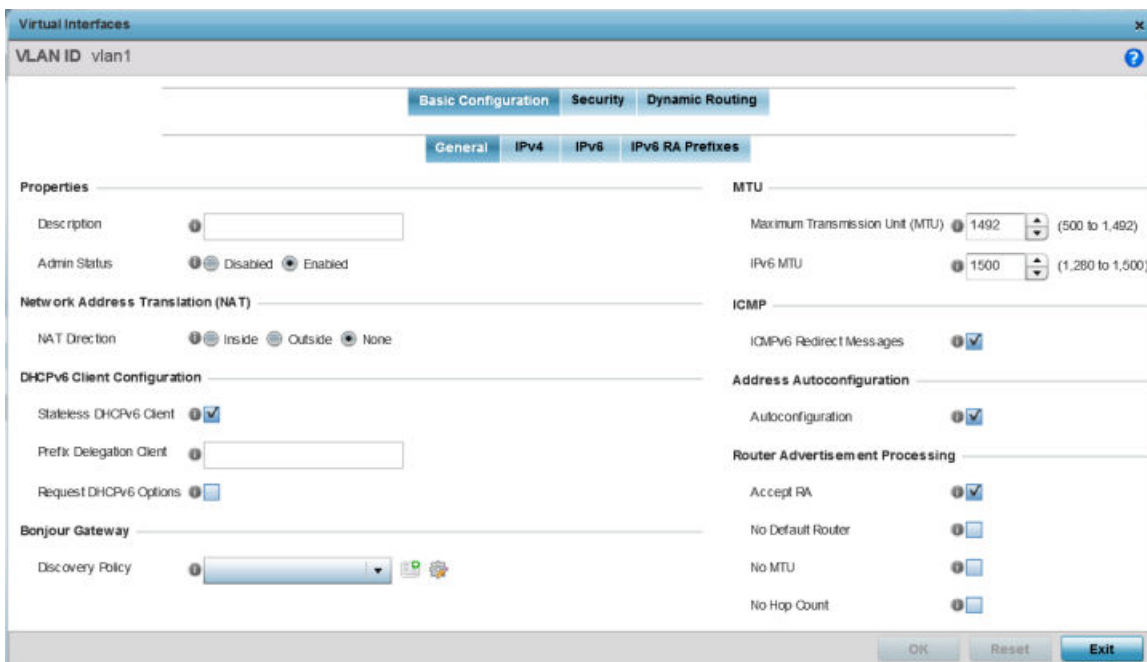 Virtual Interfaces
VLAN ID vlan1
Basic Configuration Security Dynamic Routing
General IPv4 IPv6 IPv6 RA Prefixes
Properties
Description
Admin Status Disabled Enabled
Network Address Translation (NAT)
NAT Direction Inside Outside None
DHCPv6 Client Configuration
Stateless DHCPv6 Client
Prefix Delegation Client
Request DHCPv6 Options
Bonjour Gateway
Discovery Policy
MTU
Maximum Transmission Unit (MTU) 1492 (500 to 1,492)
IPv6 MTU 1500 (1,280 to 1,500)
ICMP
ICMPv6 Redirect Messages
Address Autoconfiguration
Autoconfiguration
Router Advertisement Processing
Accept RA
No Default Router
No MTU
No Hop Count
OK Reset Exit